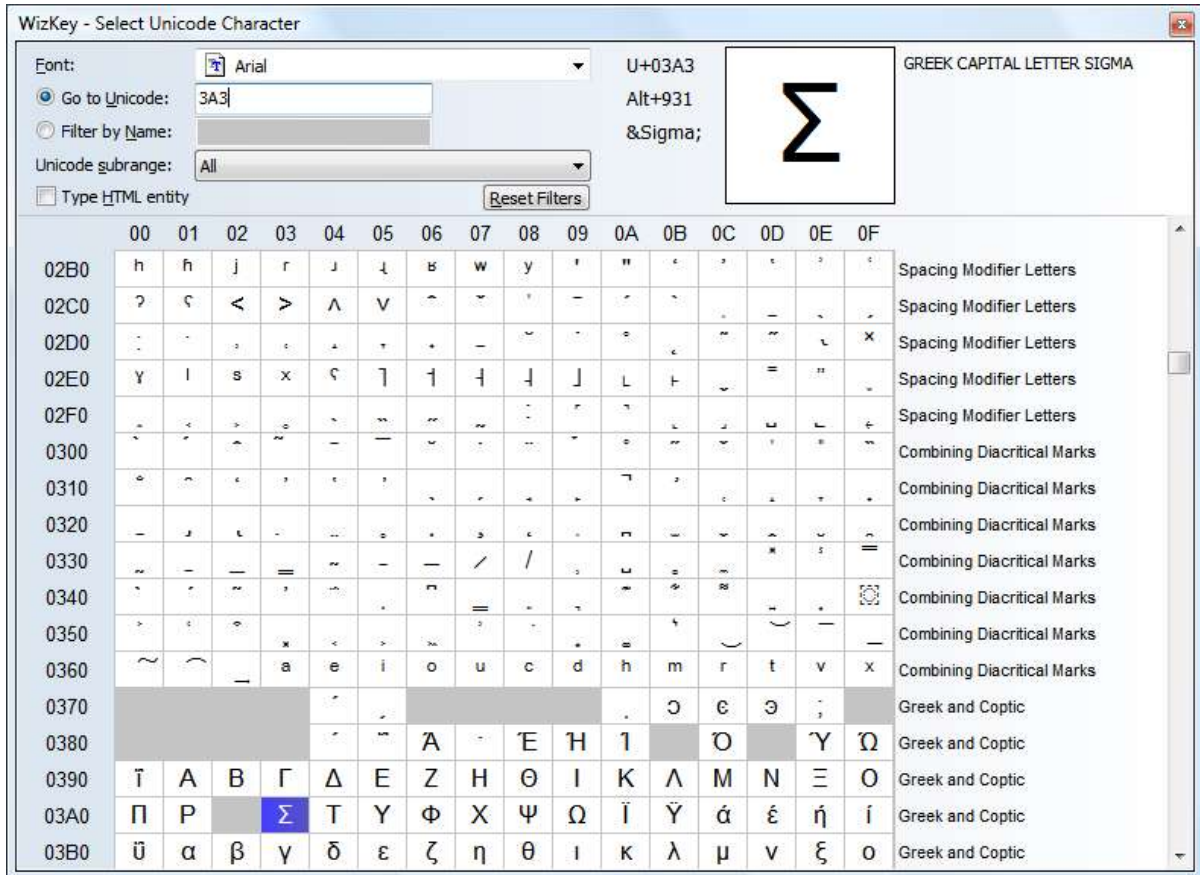 WizKey - Select Unicode Character
Font: Arial
Go to Unicode: 3A3
Filter by Name:
Unicode subrange: All
Type HTML entity Reset Filters
U+03A3
Alt+931
&Sigma;
Σ
GREEK CAPITAL LETTER SIGMA
00 01 02 03 04 05 06 07 08 09 0A 0B 0C 0D 0E 0F
02B0 Spacing Modifier Letters
02C0 Spacing Modifier Letters
02D0 Spacing Modifier Letters
02E0 Spacing Modifier Letters
02F0 Spacing Modifier Letters
0300 Combining Diacritical Marks
0310 Combining Diacritical Marks
0320 Combining Diacritical Marks
0330 Combining Diacritical Marks
0340 Combining Diacritical Marks
0350 Combining Diacritical Marks
0360 a e i o u c d h m r t v x Combining Diacritical Marks
0370 ͻ ͼ ͽ ; Greek and Coptic
0380 Ά · Έ Ή Ί Ό Ύ Ώ Greek and Coptic
0390 ΐ Α Β Γ Δ Ε Ζ Η Θ Ι Κ Λ Μ Ν Ξ Ο Greek and Coptic
03A0 Π Ρ Σ Τ Υ Φ Χ Ψ Ω Ϊ Ϋ ά έ ή ί Greek and Coptic
03B0 ΰ α β γ δ ε ζ η θ ι κ λ μ ν ξ ο Greek and Coptic